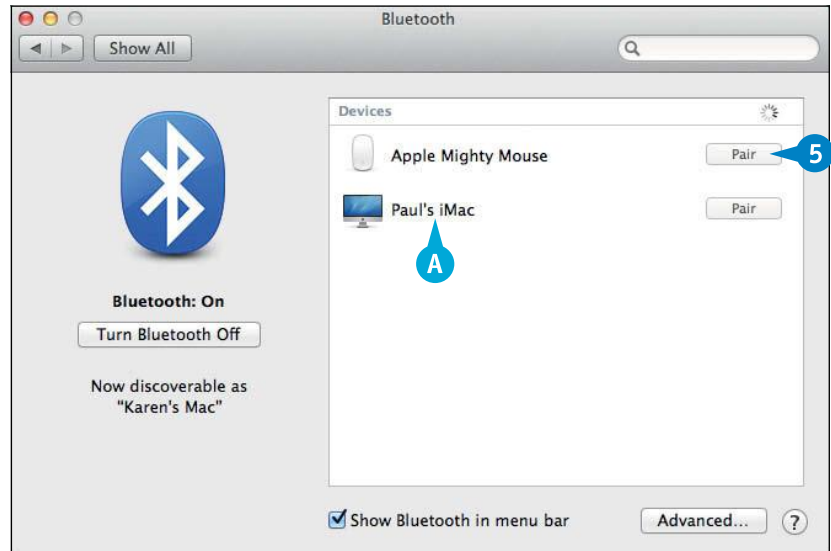 Bluetooth
Show All
Devices
Apple Mighty Mouse
Pair
5
Paul's iMac
Pair
A
Bluetooth: On
Turn Bluetooth Off
Now discoverable as
“Karen's Mac”
Show Bluetooth in menu bar
Advanced...
?